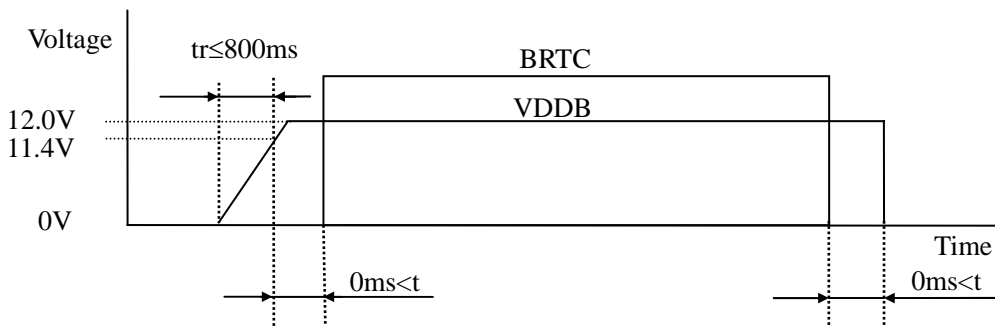 Voltage
tr≤800ms
BRTC
VDDB
12.0V
11.4V
0V
Time
0ms<t
0ms<t